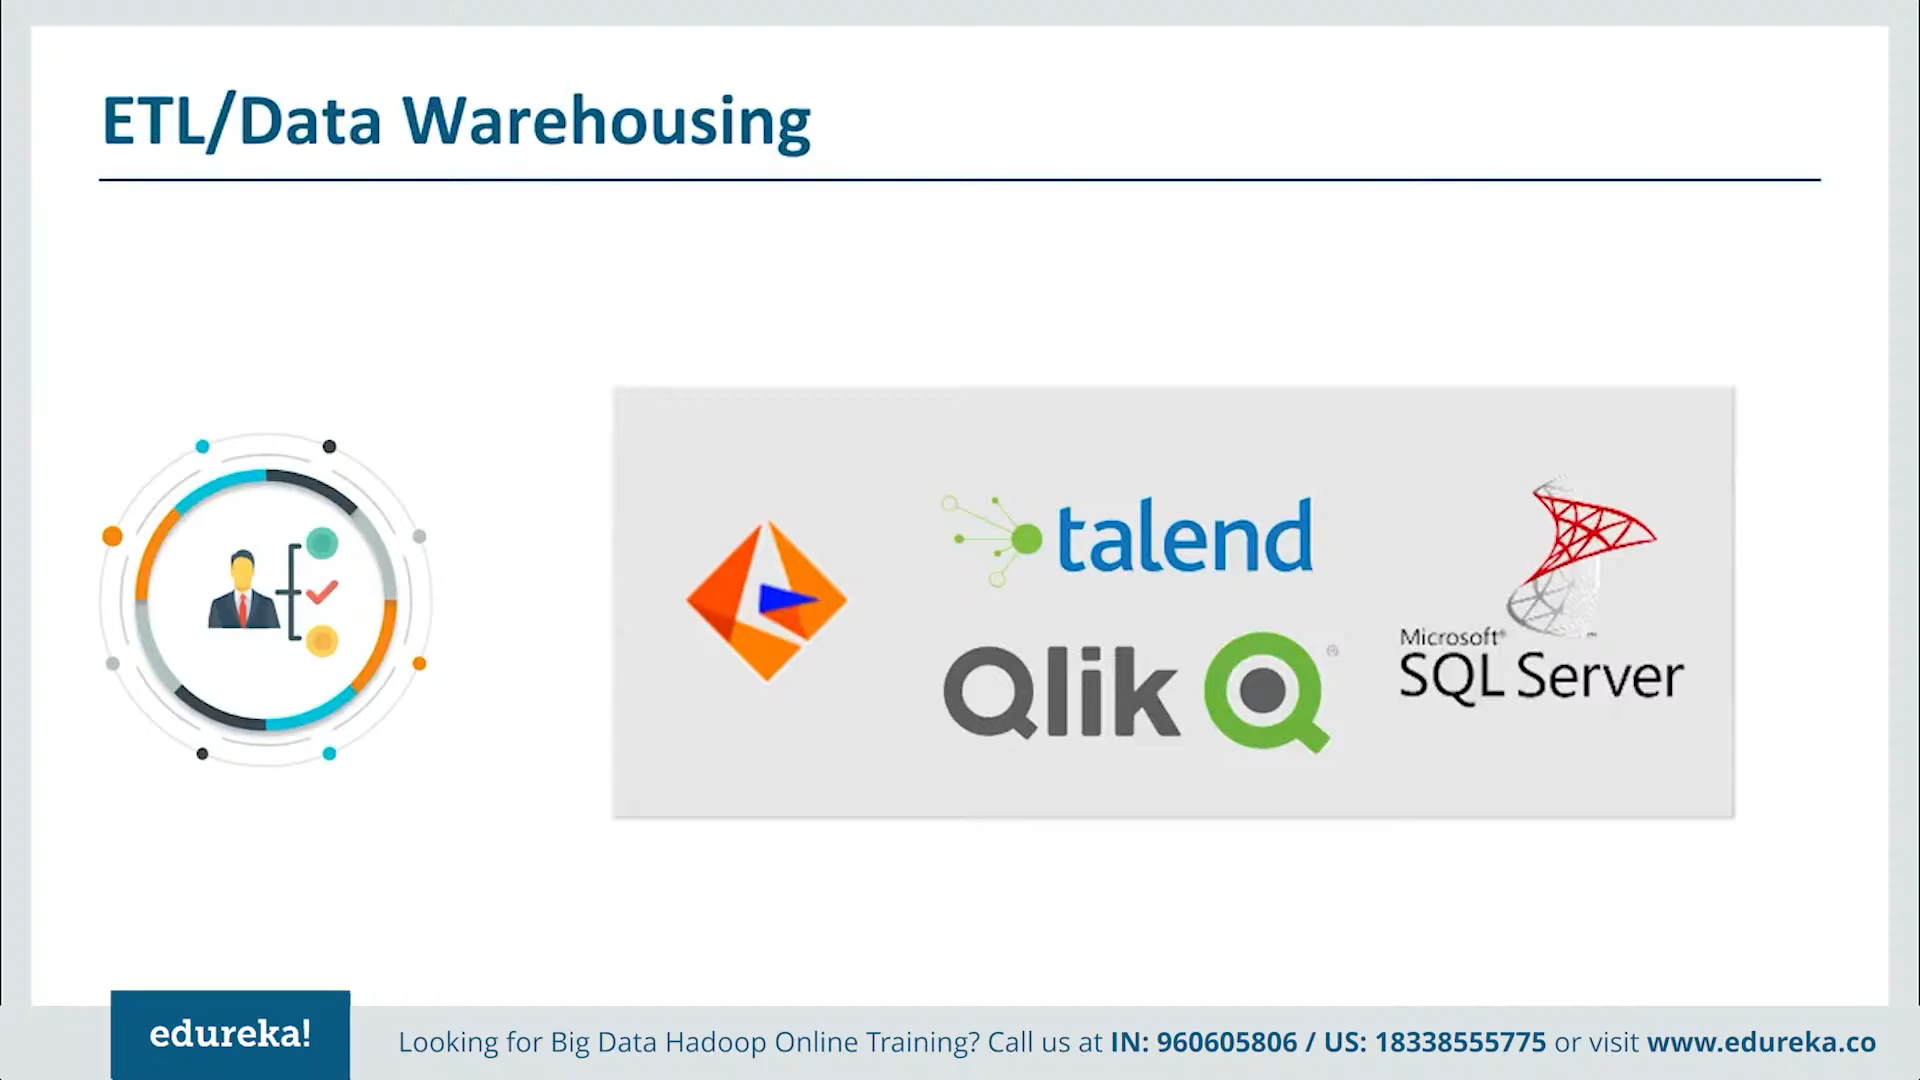 ETL/Data Warehousing
talend
Qlik Q®
Microsoft®
SQL Server
edureka!
Looking for Big Data Hadoop Online Training? Call us at IN: 960605806 / US: 18338555775 or visit www.edureka.co